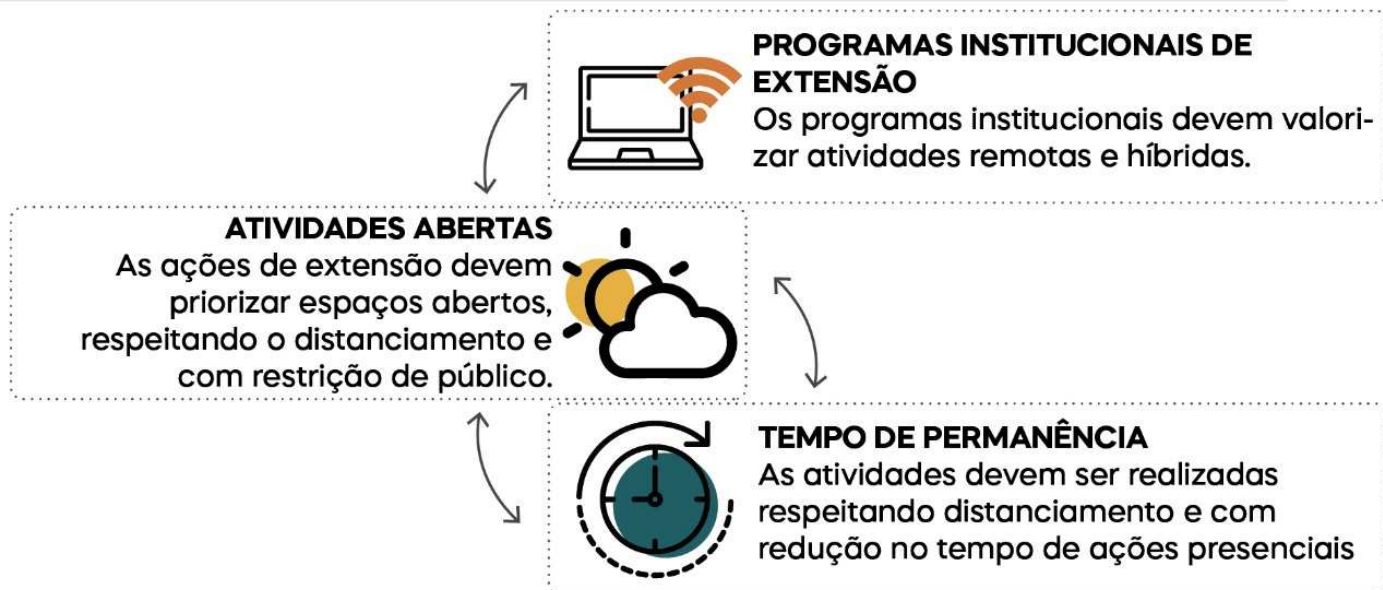 PROGRAMAS INSTITUCIONAIS DE
EXTENSÃO
Os programas institucionais devem valori-
zar atividades remotas e híbridas.
ATIVIDADES ABERTAS
As ações de extensão devem
priorizar espaços abertos,
respeitando o distanciamento e
com restrição de público.
TEMPO DE PERMANÊNCIA
As atividades devem ser realizadas
respeitando distanciamento e com
redução no tempo de ações presenciais